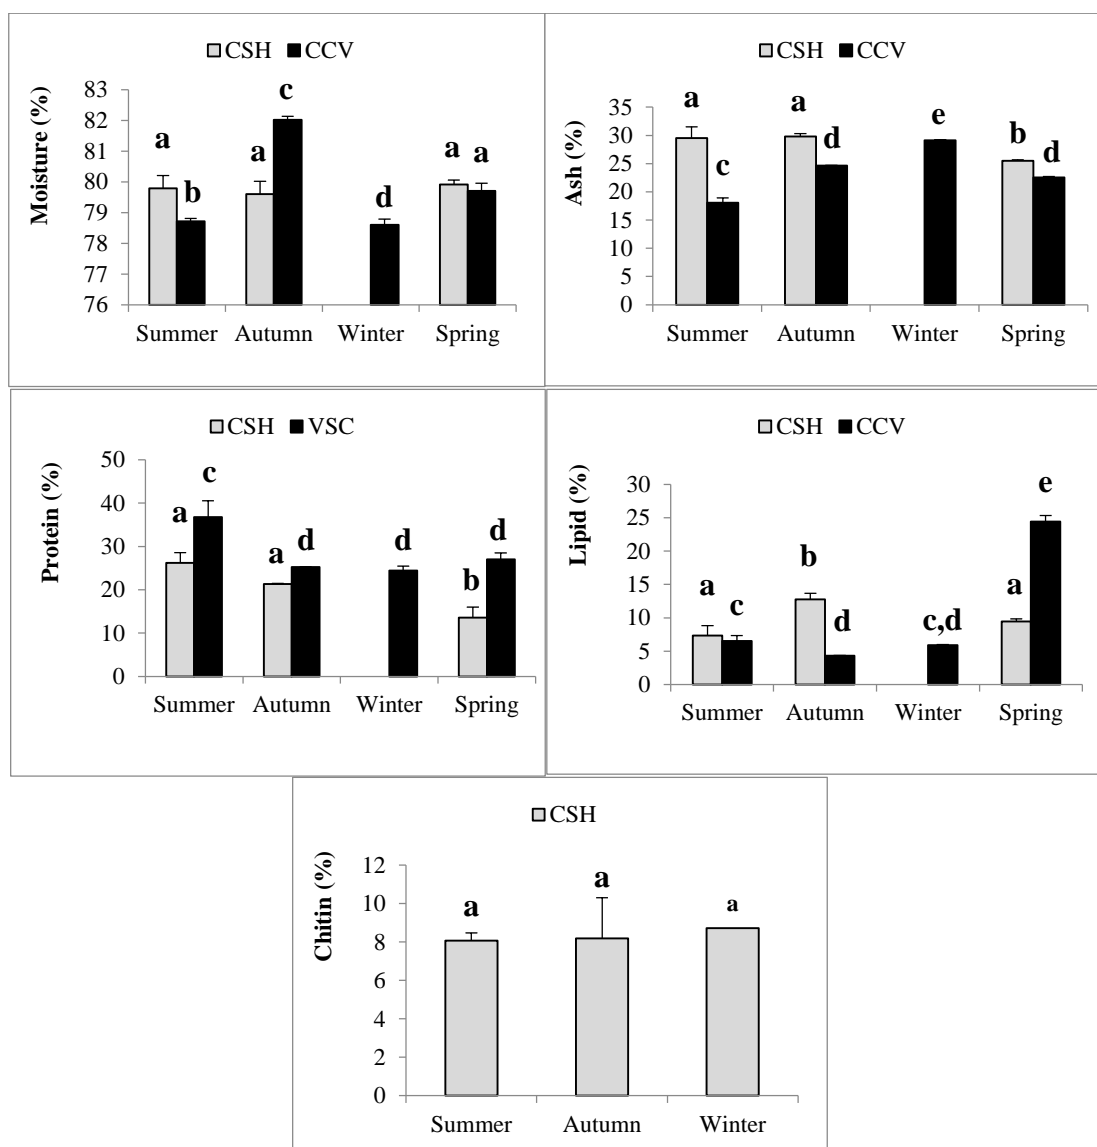 CSH CCV
Moisture (%)
83
82
81
80
79
78
77
76
a b a c d a a
Summer Autumn Winter Spring
CSH CCV
Ash (%)
35
30
25
20
15
10
5
0
a c a d e b d
Summer Autumn Winter Spring
CSH VSC
Protein (%)
50
40
30
20
10
0
a c a d d b d
Summer Autumn Winter Spring
CSH CCV
Lipid (%)
30
25
20
15
10
5
0
a c b d c,d a e
Summer Autumn Winter Spring
CSH
Chitin (%)
12
10
8
6
4
2
0
a a a
Summer Autumn Winter